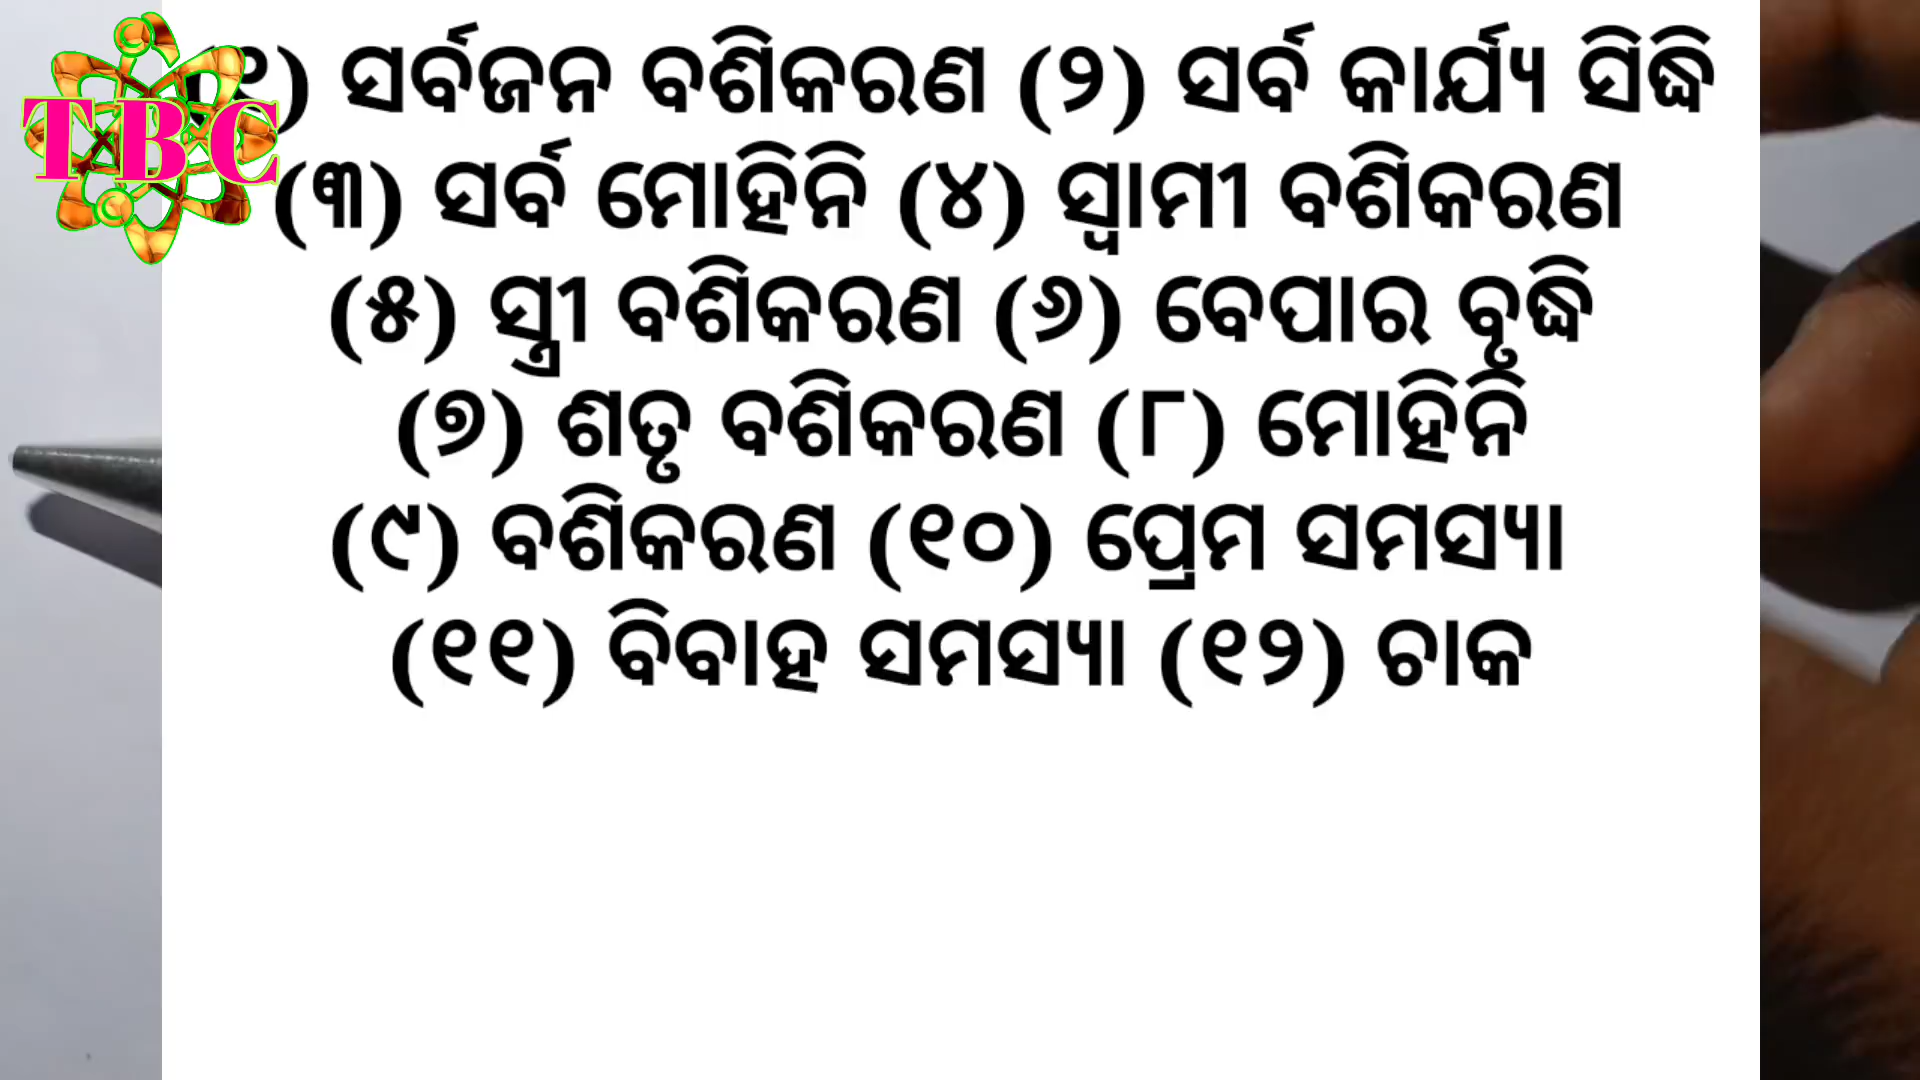 TBC
(୧) ସର୍ବଜନ ବଶିକରଣ (୨) ସର୍ବ କାର୍ଯ୍ୟ ସିଦ୍ଧି
(୩) ସର୍ବ ମୋହିନି (୪) ସ୍ୱାମୀ ବଶିକରଣ
(୫) ସ୍ତ୍ରୀ ବଶିକରଣ (୬) ବେପାର ବୃଦ୍ଧି
(୭) ଶତୃ ବଶିକରଣ (୮) ମୋହିନି
(୯) ବଶିକରଣ (୧୦) ପ୍ରେମ ସମସ୍ୟା
(୧୧) ବିବାହ ସମସ୍ୟା (୧୨) ଚାକ